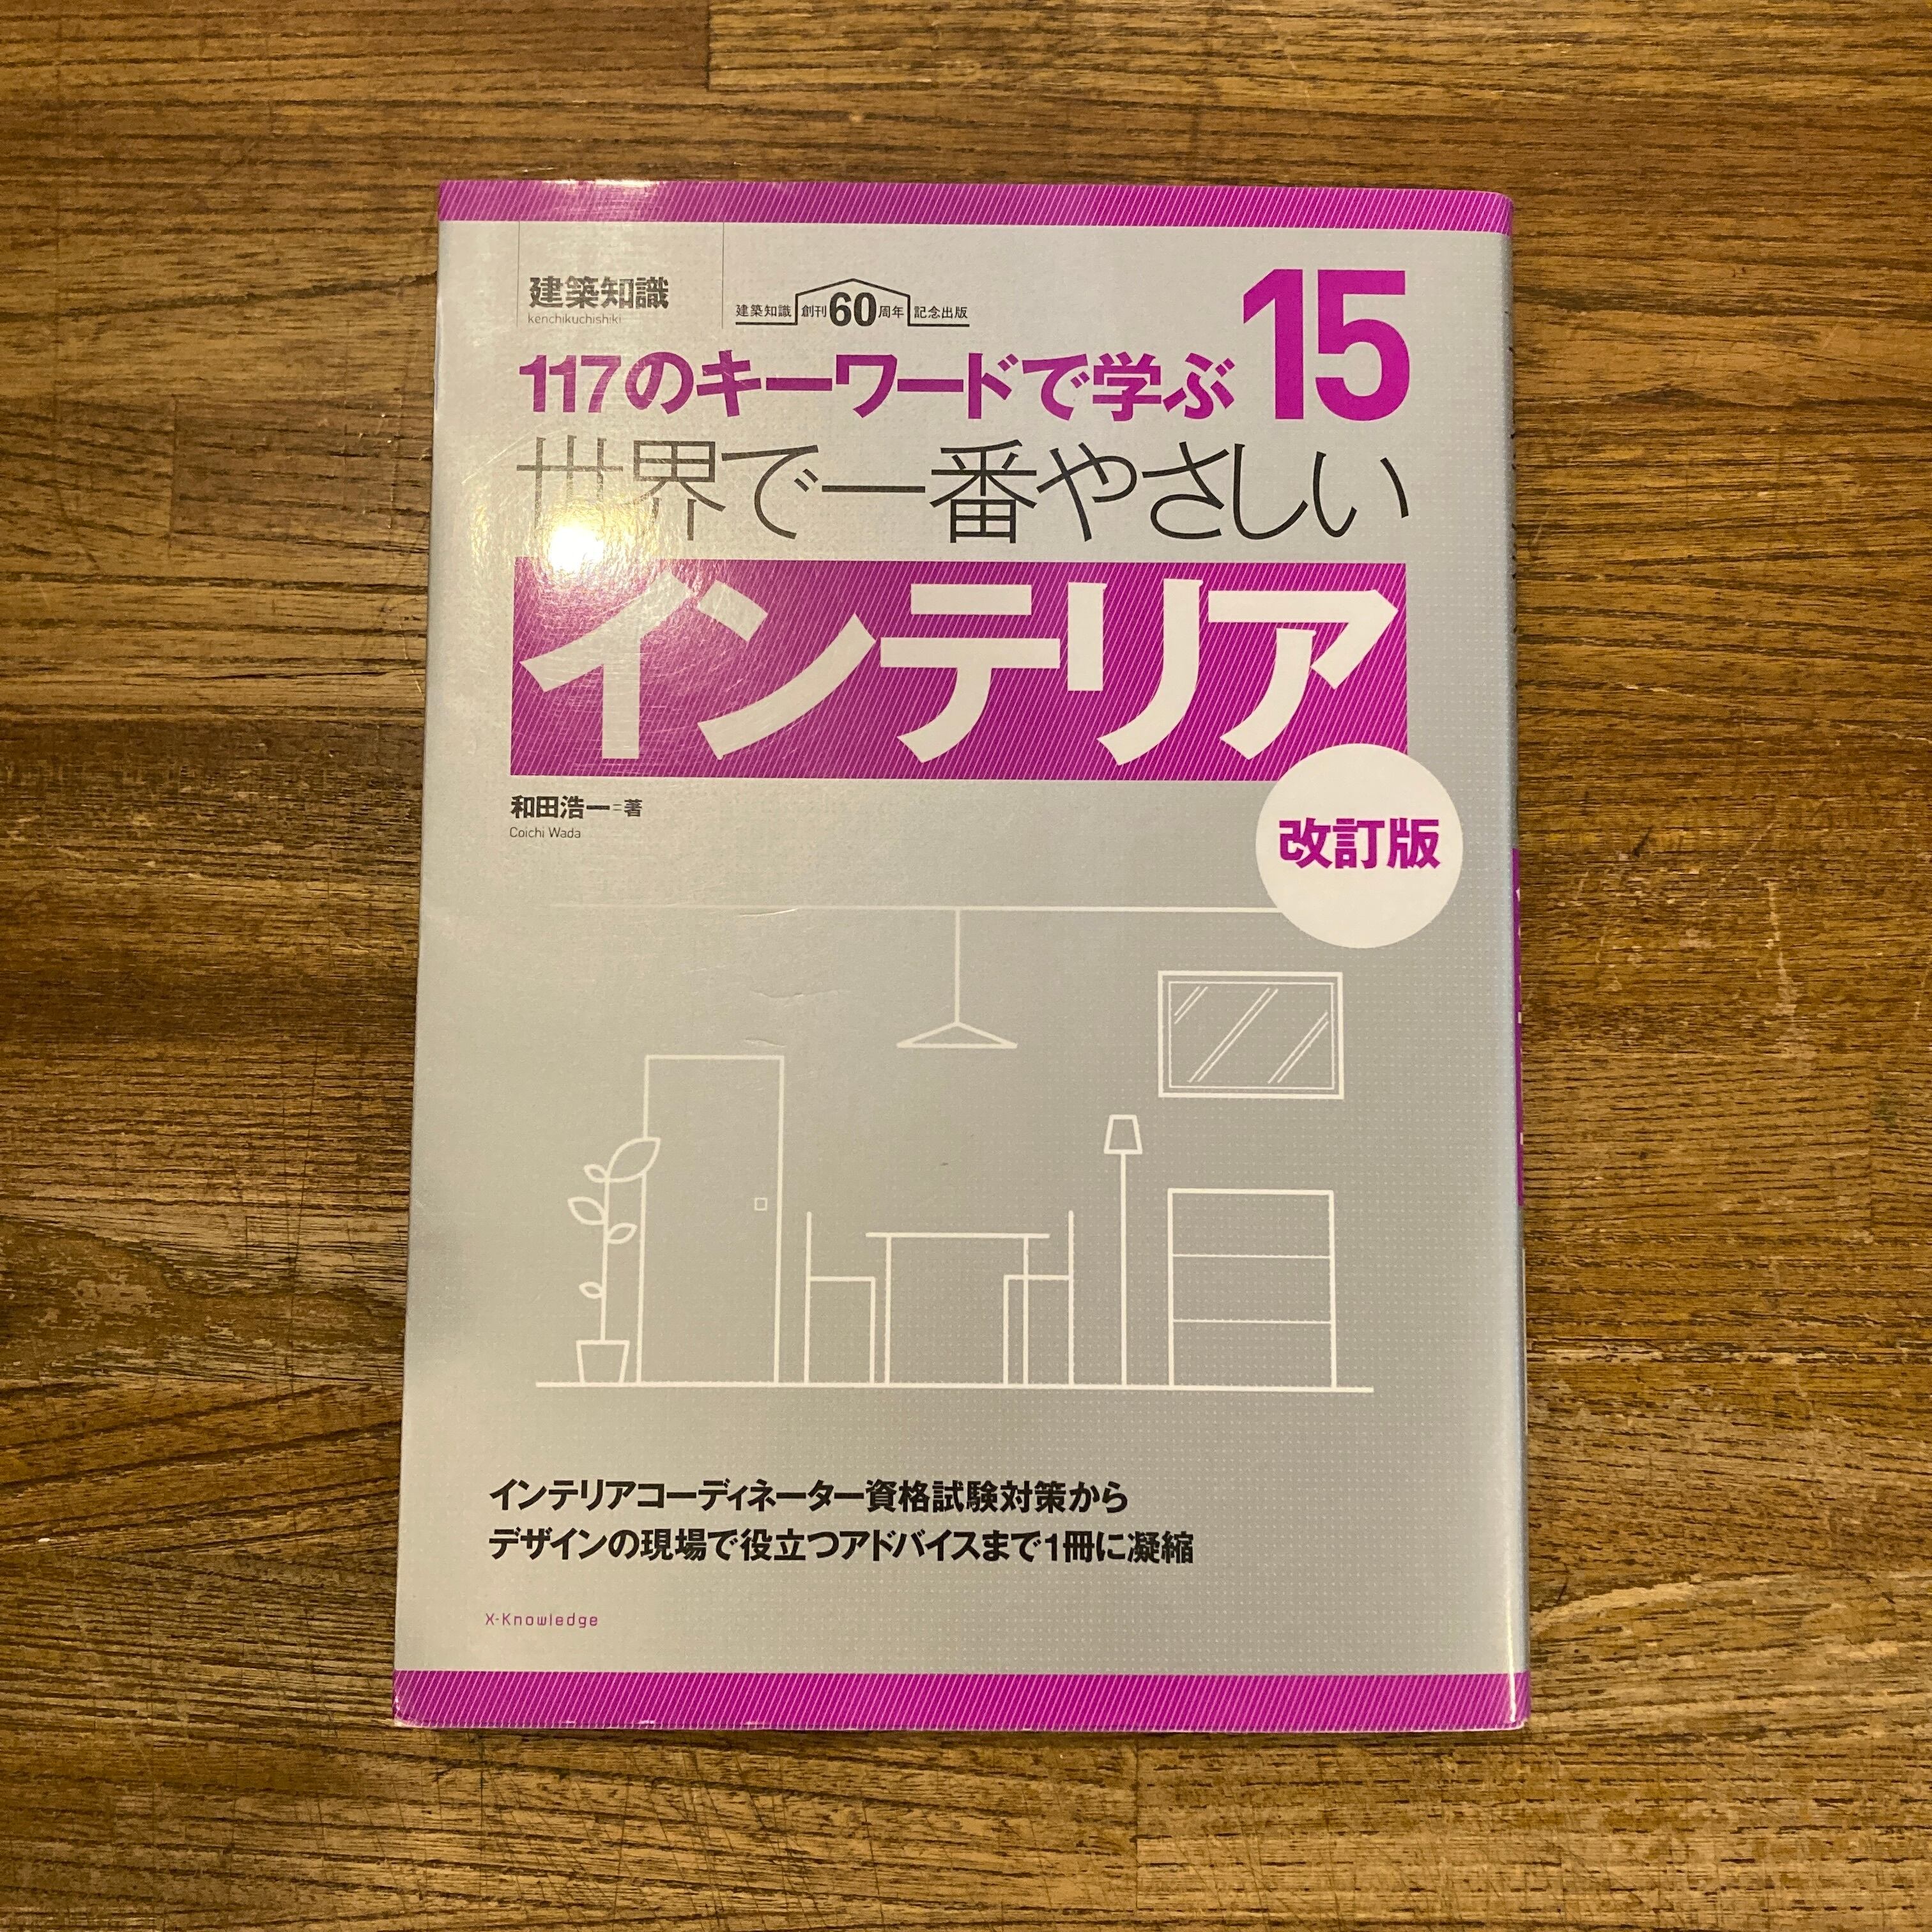 建築知識
kenchikuchishiki
建築知識 創刊60周年 記念出版
15
117のキーワードで学ぶ
世界で一番やさしい
インテリア
改訂版
和田浩一=著
Coichi Wada
インテリアコーディネーター資格試験対策から
デザインの現場で役立つアドバイスまで1冊に凝縮
X-Knowledge